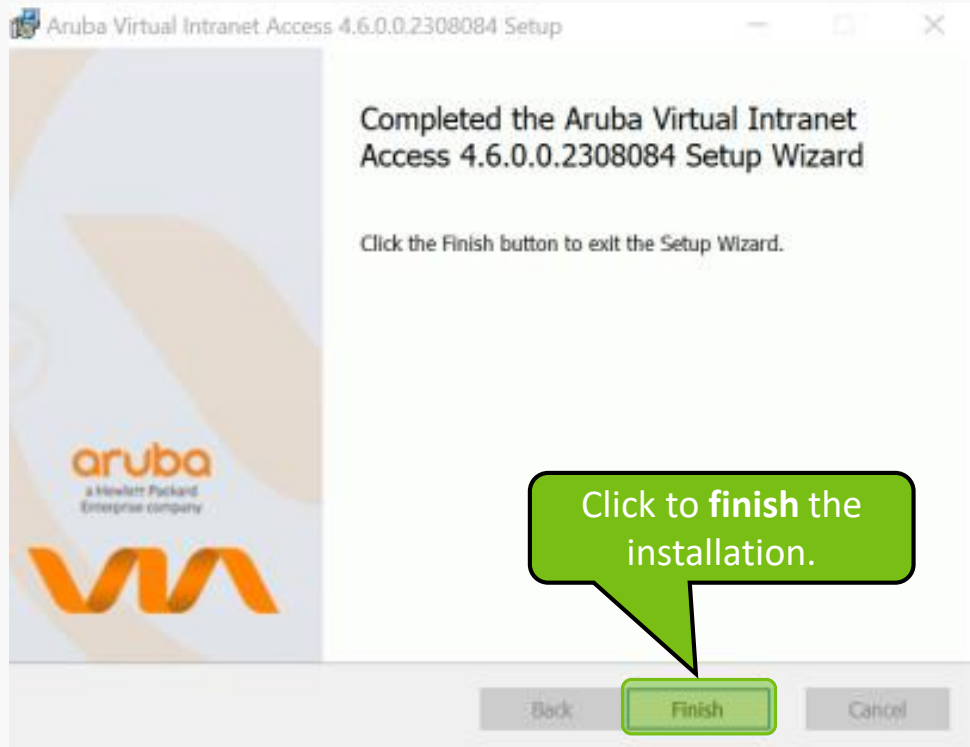 Aruba Virtual Intranet Access 4.6.0.0.2308084 Setup
Completed the Aruba Virtual Intranet
Access 4.6.0.0.2308084 Setup Wizard
Click the Finish button to exit the Setup Wizard.
aruba
a Hewlett Packard
Enterprise company
VIA
Click to finish the
installation.
Back
Finish
Cancel